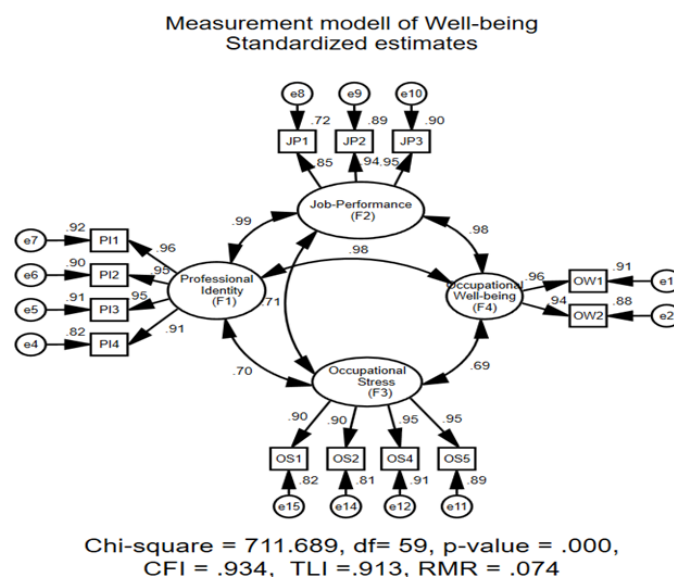 Measurement modell of Well-being
Standardized estimates
e8 e9 e10
.72 .89 .90
JP1 JP2 JP3
.85 .94 .95
Job-Performance
(F2)
.99 .98
.92
e7 PI1
.96
.98
.90
e6 PI2
.95
Professional
Identity
(F1)
.91
e5 PI3
.95
.82
e4 PI4
.91
.71
Occupational
Well-being
(F4)
.96 OW1 .91 e1
.94 OW2 .88 e2
.70 .69
Occupational
Stress
(F3)
.90 .90 .95 .95
OS1 OS2 OS4 OS5
.82 .81 .91 .89
e15 e14 e12 e11
Chi-square = 711.689, df= 59, p-value = .000,
CFI = .934, TLI =.913, RMR = .074